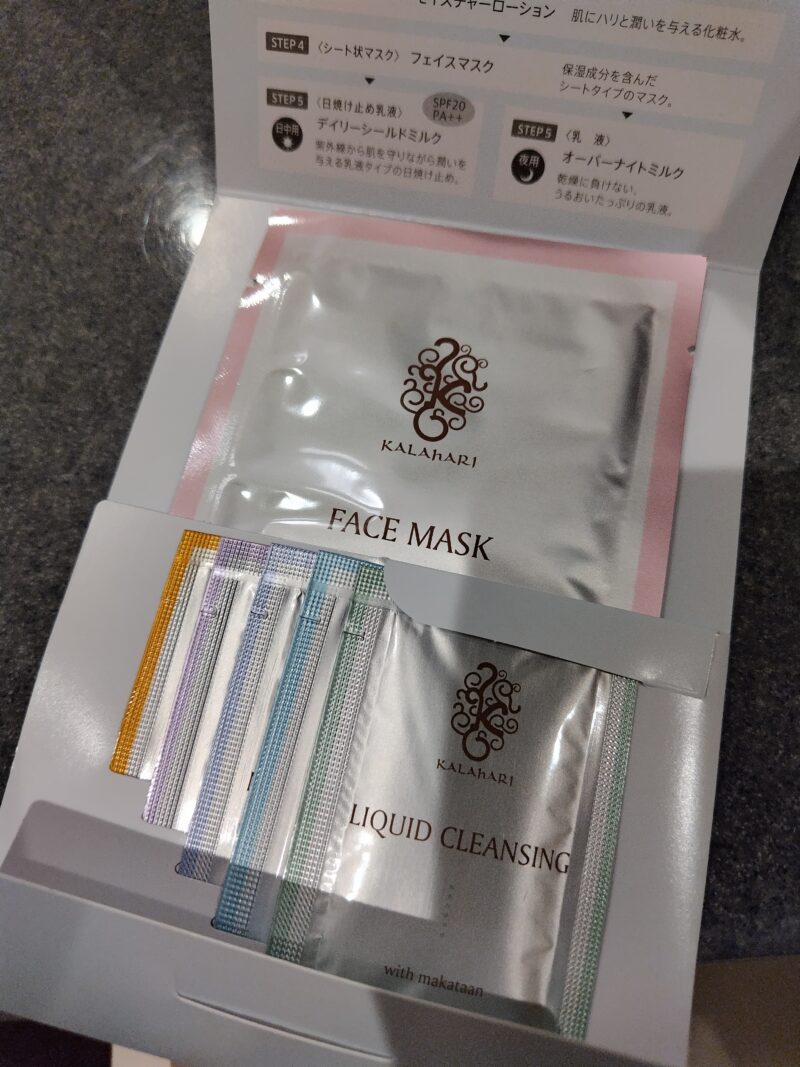 モイスチャーローション 肌にハリと潤いを与える化粧水。
STEP 4 〈シート状マスク〉 フェイスマスク
保湿成分を含んだ
シートタイプのマスク。
STEP 5 〈日焼け止め乳液〉
SPF20
PA++
日中用
デイリーシールドミルク
紫外線から肌を守りながら潤いを
与える乳液タイプの日焼け止め。
STEP 5 〈乳 液〉
夜用
オーバーナイトミルク
乾燥に負けない、
うるおいたっぷりの乳液。
KALAhARI
FACE MASK
KALAhARI
LIQUID CLEANSING
with makataan